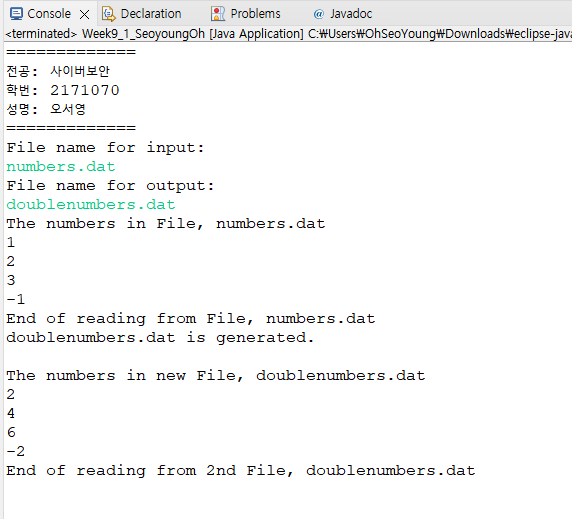 Console Declaration Problems @ Javadoc
<terminated> Week9_1_SeoyoungOh [Java Application] C:₩Users₩OhSeoYoung₩Downloads₩eclipse-jav
=============
전공: 사이버보안
학번: 2171070
성명: 오서영
=============
File name for input:
numbers.dat
File name for output:
doublenumbers.dat
The numbers in File, numbers.dat
1
2
3
-1
End of reading from File, numbers.dat
doublenumbers.dat is generated.

The numbers in new File, doublenumbers.dat
2
4
6
-2
End of reading from 2nd File, doublenumbers.dat